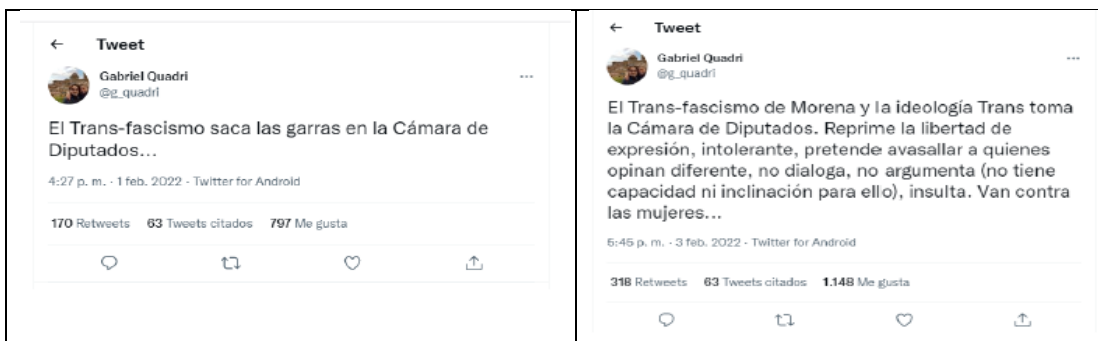 ← Tweet
Gabriel Quadri
@g_quadri
El Trans-fascismo saca las garras en la Cámara de
Diputados...
4:27 p. m. · 1 feb. 2022 · Twitter for Android
170 Retweets 63 Tweets citados 797 Me gusta
← Tweet
Gabriel Quadri
@g_quadri
El Trans-fascismo de Morena y la ideología Trans toma
la Cámara de Diputados. Reprime la libertad de
expresión, intolerante, pretende avasallar a quienes
opinan diferente, no dialoga, no argumenta (no tiene
capacidad ni inclinación para ello), insulta. Van contra
las mujeres...
5:45 p. m. · 3 feb. 2022 · Twitter for Android
318 Retweets 63 Tweets citados 1.148 Me gusta